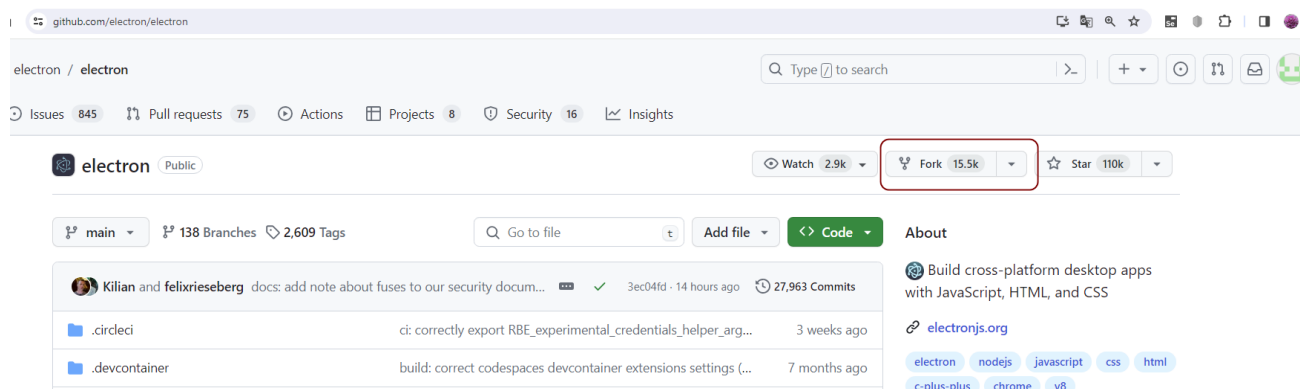 github.com/electron/electron
electron / electron
Type / to search
Issues 845 Pull requests 75 Actions Projects 8 Security 16 Insights
electron Public Watch 2.9k Fork 15.5k Star 110k
main 138 Branches 2,609 Tags Go to file t Add file Code
About
Kilian and felixrieseberg docs: add note about fuses to our security docum... 3ec04fd · 14 hours ago 27,963 Commits
Build cross-platform desktop apps
with JavaScript, HTML, and CSS
.circleci ci: correctly export RBE_experimental_credentials_helper_arg... 3 weeks ago
electronjs.org
.devcontainer build: correct codespaces devcontainer extensions settings (... 7 months ago
electron nodejs javascript css html
c-plus-plus chrome v8